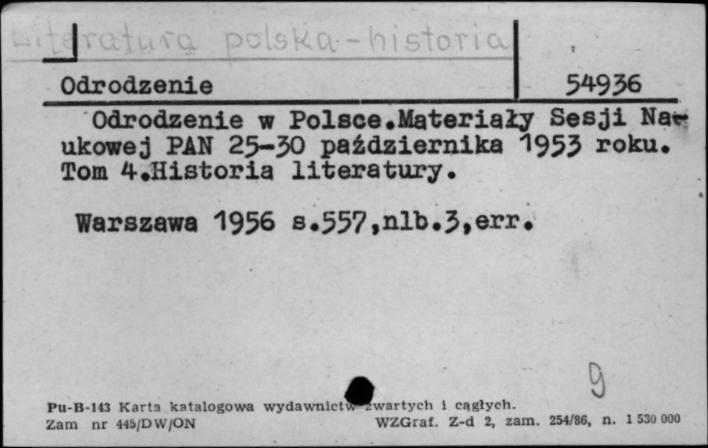 Literatura polska-historia
Odrodzenie 54936
Odrodzenie w Polsce.Materiały Sesji Na-
ukowej PAN 25-30 października 1953 roku.
Tom 4.Historia literatury.
Warszawa 1956 s.557,nlb.3,err.
9
Pu-B-143 Karta katalogowa wydawnictw zwartych i ciągłych.
Zam nr 445/DW/ON WZGraf. Z-d 2, zam. 254/86, n. 1 530 000